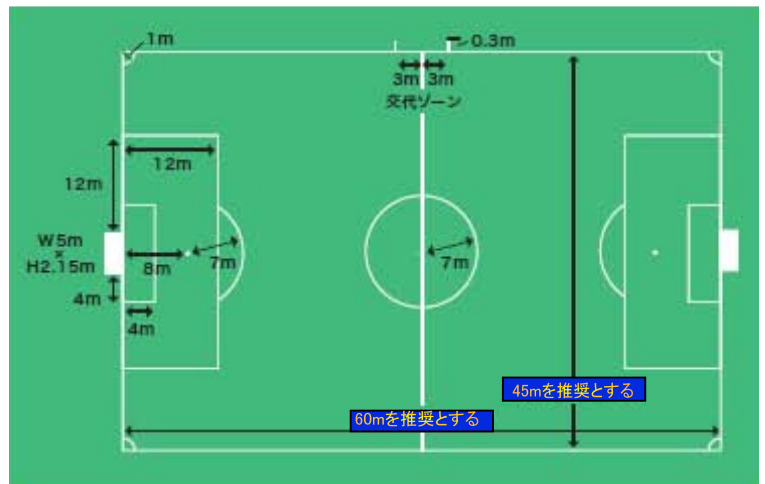 1m
0.3m
3m 3m
交代ゾーン
12m
12m
W5m
×
H2.15m
8m
7m
7m
4m
4m
45mを推奨とする
60mを推奨とする